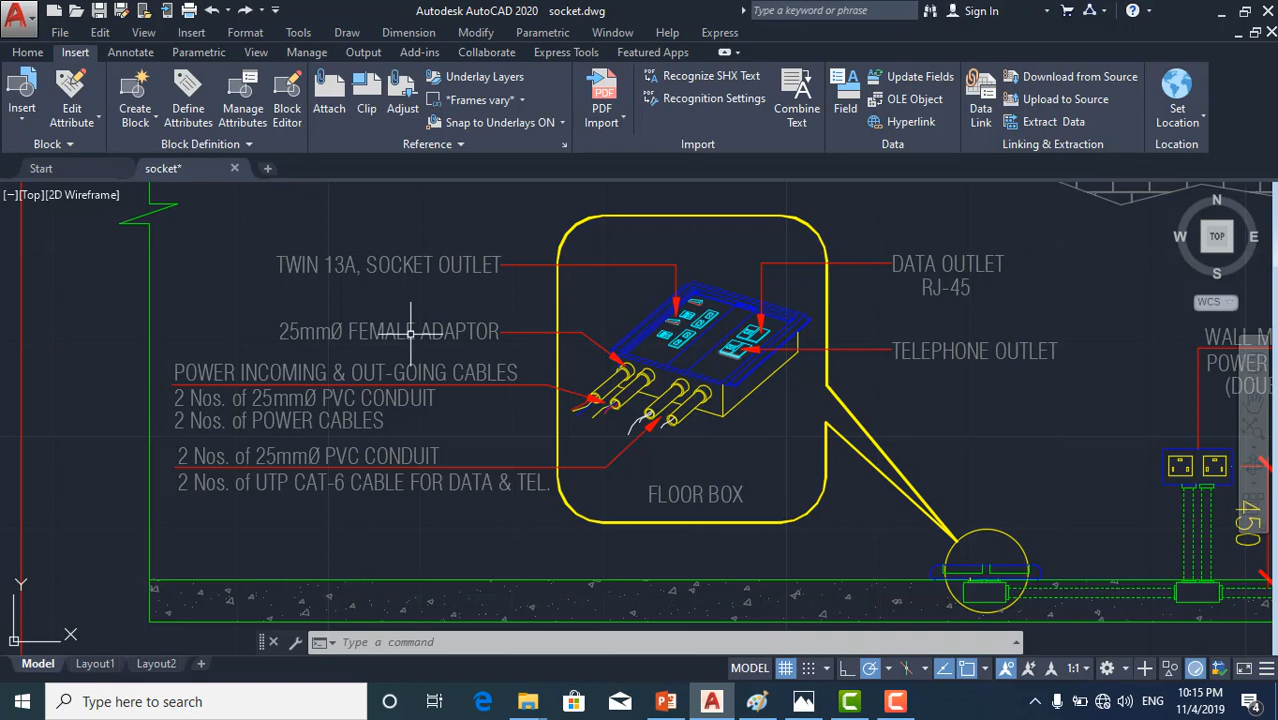 Autodesk AutoCAD 2020 socket.dwg
Type a keyword or phrase
Sign In
File Edit View Insert Format Tools Draw Dimension Modify Parametric Window Help Express
Home Insert Annotate Parametric View Manage Output Add-ins Collaborate Express Tools Featured Apps
Insert
Edit
Attribute
Create
Block
Define
Attributes
Manage
Attributes
Block
Editor
Attach
Clip
Adjust
Underlay Layers
*Frames vary*
Snap to Underlays ON
PDF
Import
Recognize SHX Text
Recognition Settings
Combine
Text
Field
Update Fields
OLE Object
Hyperlink
Data
Link
Download from Source
Upload to Source
Extract Data
Set
Location
Block
Block Definition
Reference
Import
Data
Linking & Extraction
Location
Start
socket*
[−][Top][2D Wireframe]
N
W TOP E
S
WCS
TWIN 13A, SOCKET OUTLET
25mmØ FEMALE ADAPTOR
POWER INCOMING & OUT-GOING CABLES
2 Nos. of 25mmØ PVC CONDUIT
2 Nos. of POWER CABLES
2 Nos. of 25mmØ PVC CONDUIT
2 Nos. of UTP CAT-6 CABLE FOR DATA & TEL.
DATA OUTLET
RJ-45
TELEPHONE OUTLET
FLOOR BOX
WALL M
POWER
(DOU
450
Y
X
Type a command
Model Layout1 Layout2
MODEL
1:1
Type here to search
ENG
10:15 PM
11/4/2019
4